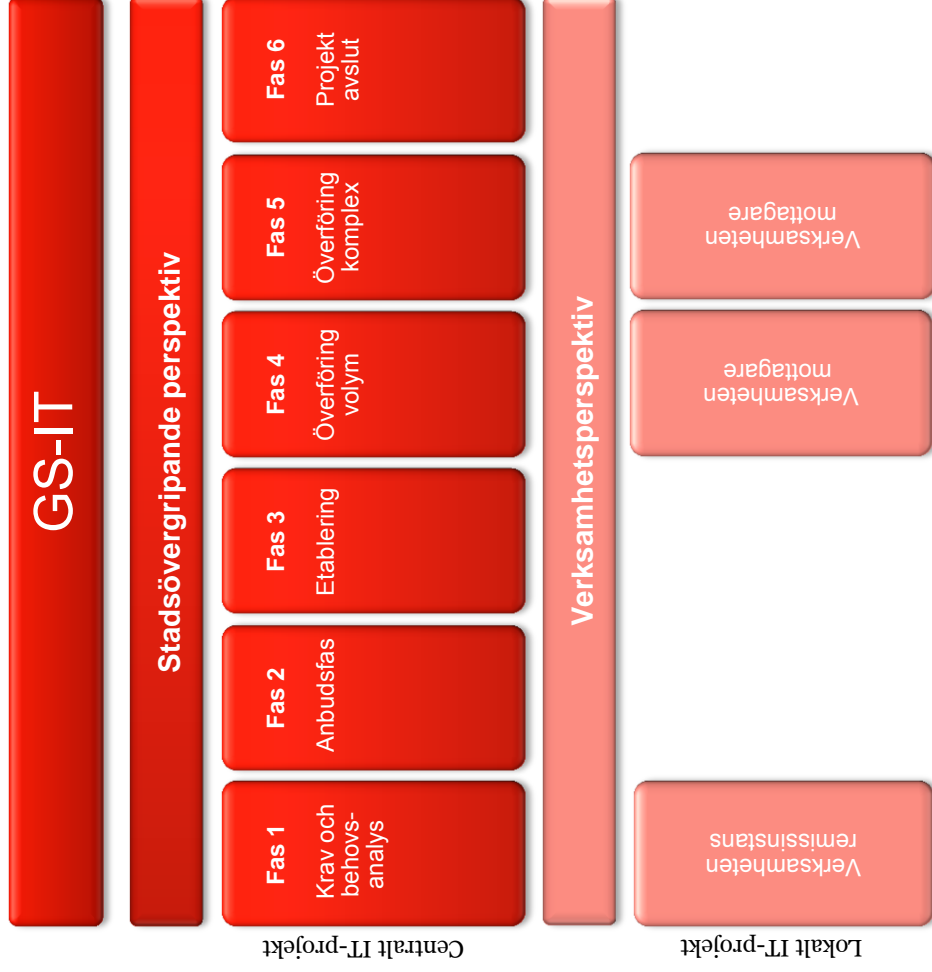 GS-IT
Stadsövergripande perspektiv
Fas 1
Krav och
behovs-
analys
Fas 2
Anbudsfas
Fas 3
Etablering
Fas 4
Överföring
volym
Fas 5
Överföring
komplex
Fas 6
Projekt
avslut
Centralt IT-projekt
Verksamhetsperspektiv
Verksamheten
remissinstans
Verksamheten
mottagare
Verksamheten
mottagare
Lokalt IT-projekt